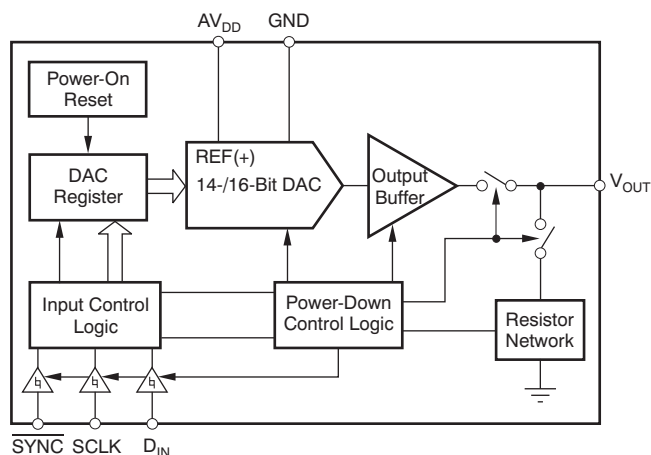 AVDD
GND
Power-On
Reset
DAC
Register
REF(+)
14-/16-Bit DAC
Output
Buffer
VOUT
Input Control
Logic
Power-Down
Control Logic
Resistor
Network
SYNC
SCLK
DIN